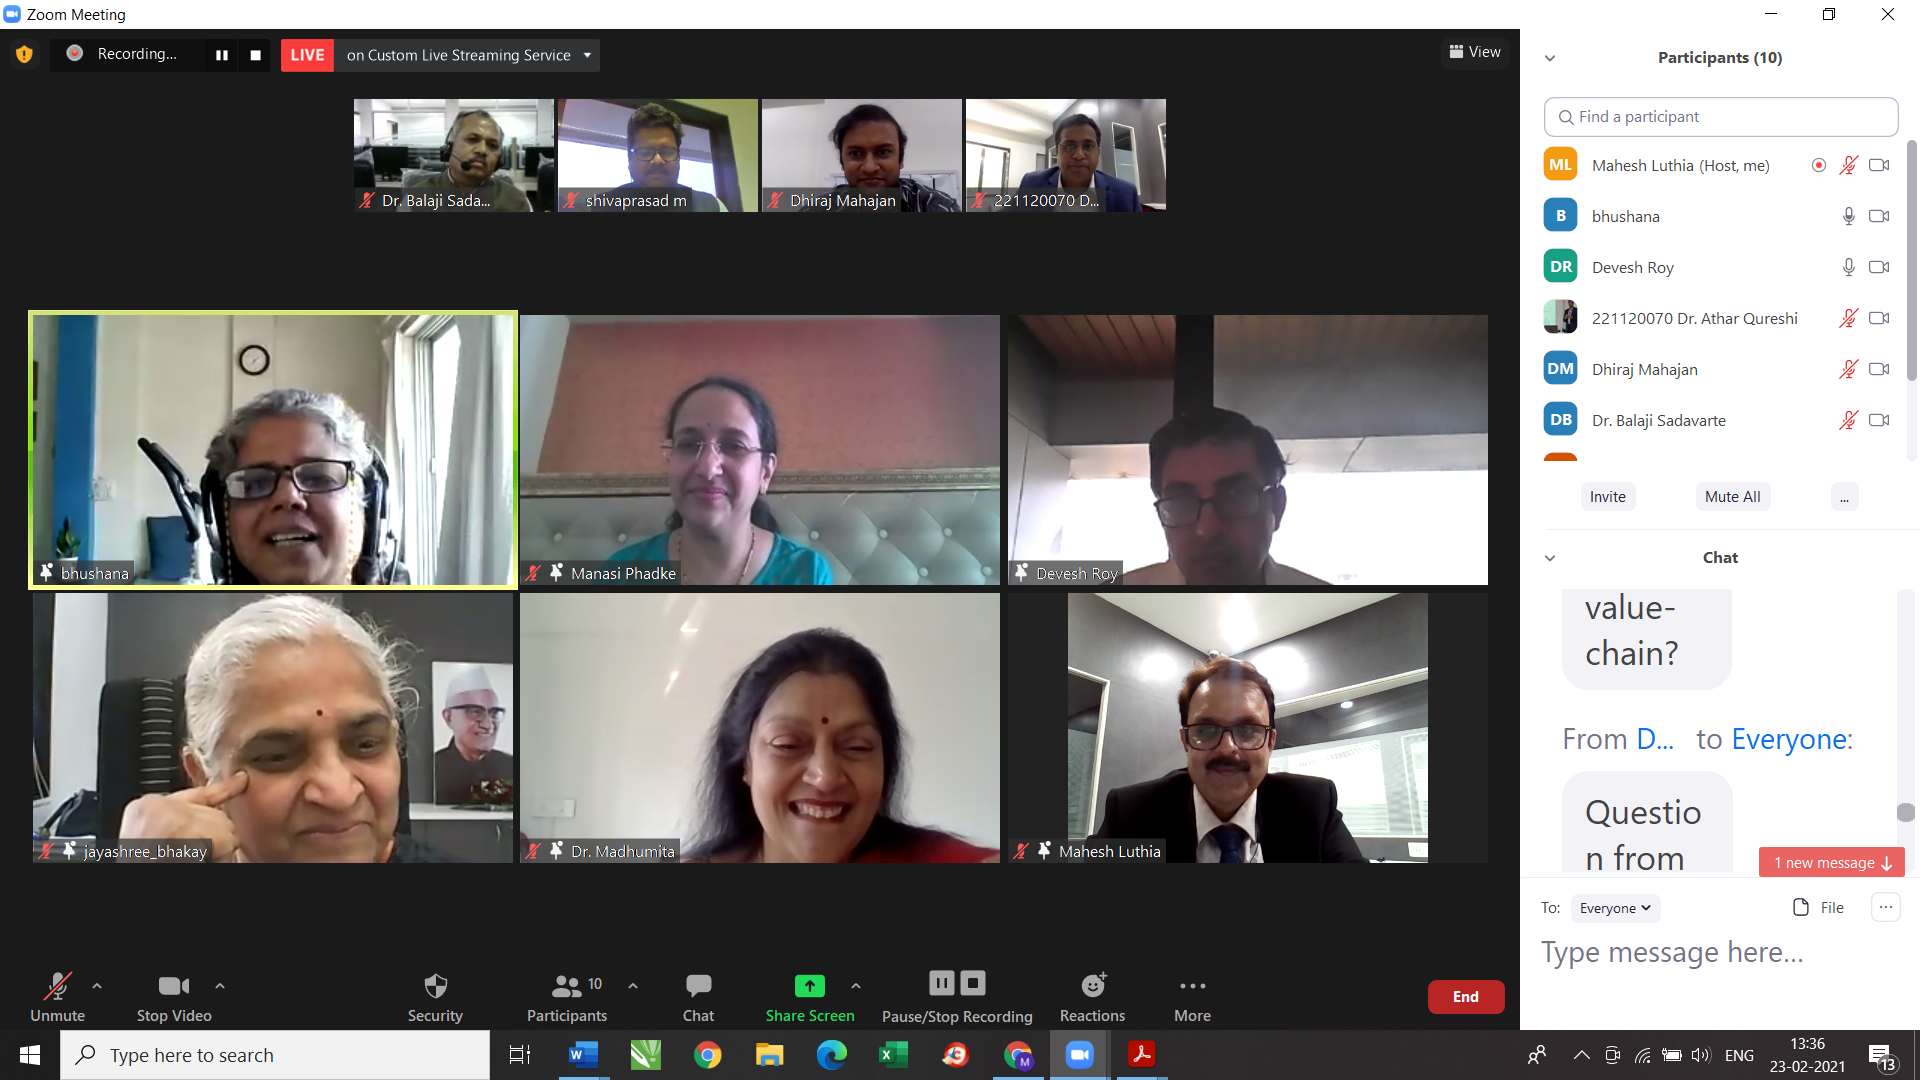 Zoom Meeting
Recording...
LIVE on Custom Live Streaming Service
View
Dr. Balaji Sada...
shivaprasad m
Dhiraj Mahajan
221120070 D...
bhushana
Manasi Phadke
Devesh Roy
jayashree_bhakay
Dr. Madhumita
Mahesh Luthia
Unmute
Stop Video
Security
10
Participants
Chat
Share Screen
Pause/Stop Recording
Reactions
More
End
Participants (10)
Find a participant
ML Mahesh Luthia (Host, me)
B bhushana
DR Devesh Roy
221120070 Dr. Athar Qureshi
DM Dhiraj Mahajan
DB Dr. Balaji Sadavarte
Invite
Mute All
...
Chat
value-
chain?
From D... to Everyone:
Questio
n from
1 new message
To: Everyone
File
Type message here...
Type here to search
M
ENG
13:36
23-02-2021
13